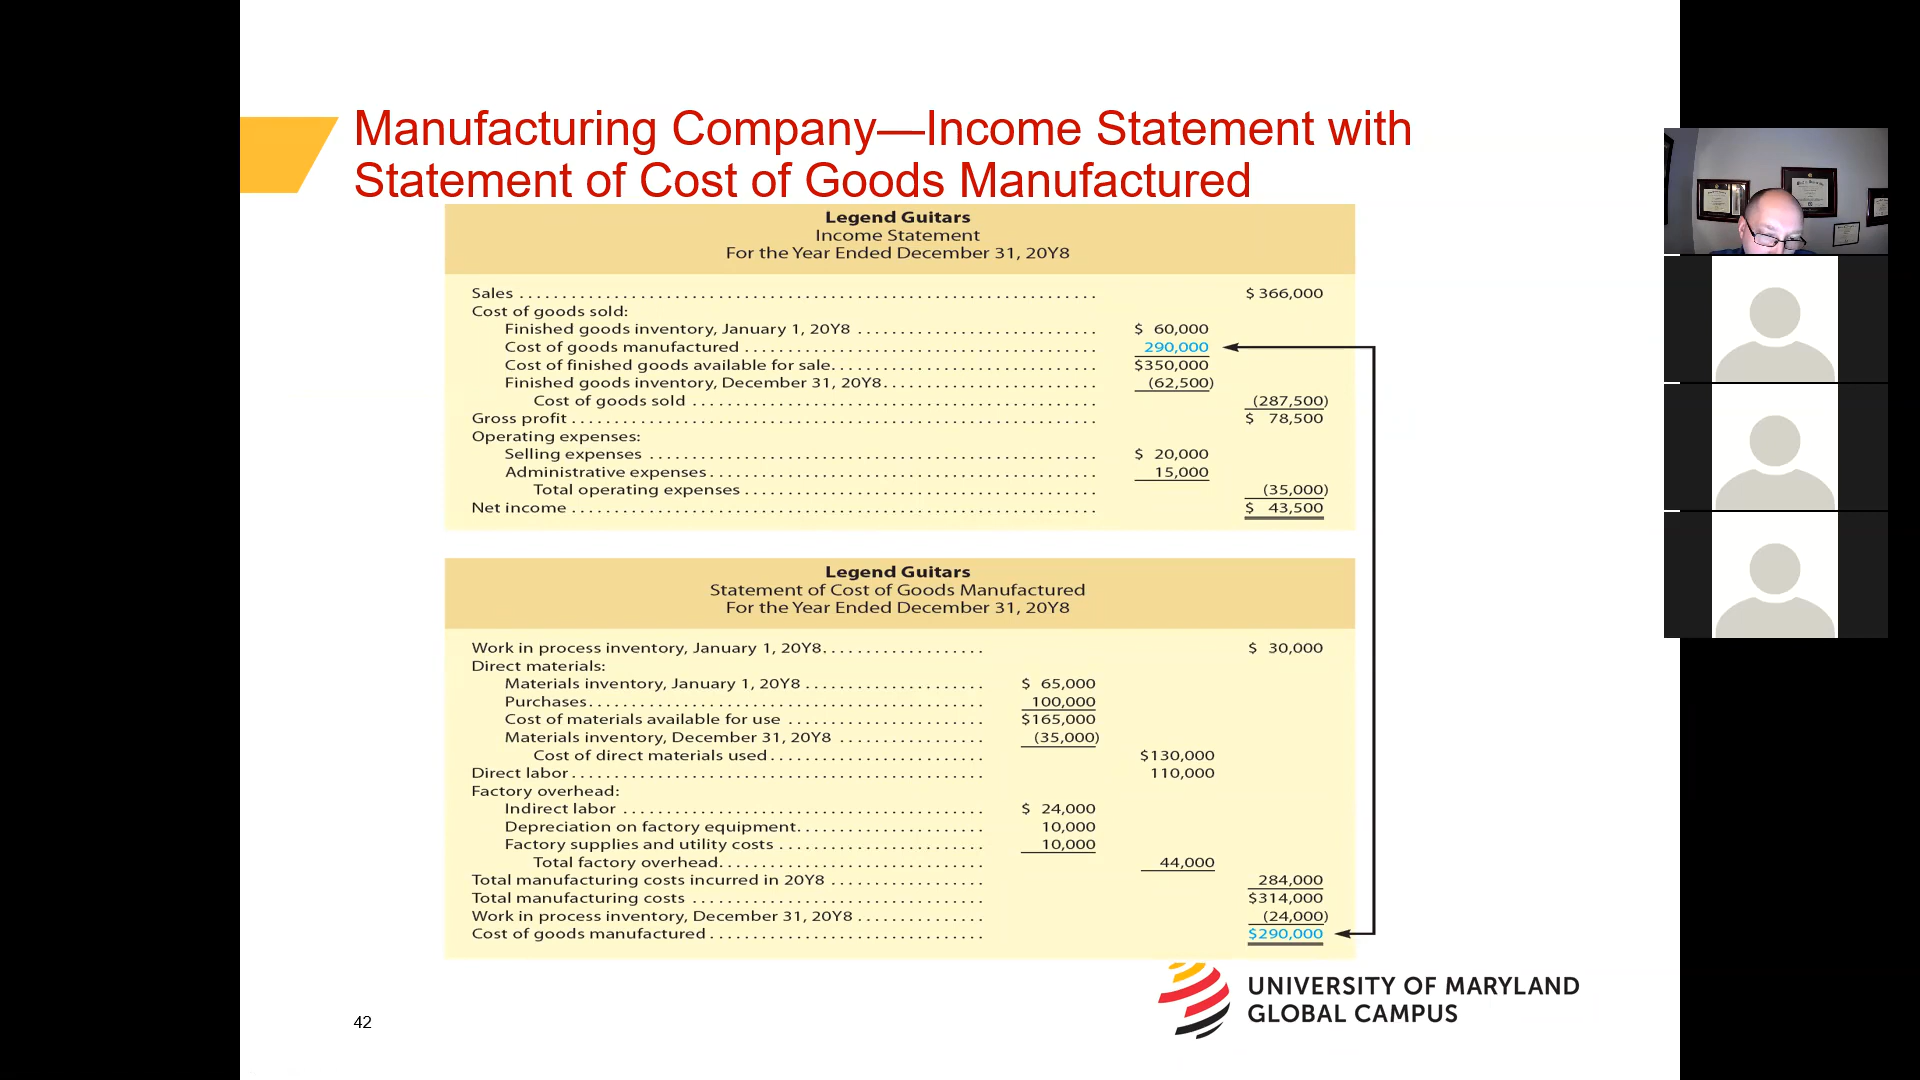 Manufacturing Company—Income Statement with
Statement of Cost of Goods Manufactured
Legend Guitars
Income Statement
For the Year Ended December 31, 20Y8
Sales $ 366,000
Cost of goods sold:
Finished goods inventory, January 1, 20Y8 $ 60,000
Cost of goods manufactured 290,000
Cost of finished goods available for sale. $350,000
Finished goods inventory, December 31, 20Y8. (62,500)
Cost of goods sold (287,500)
Gross profit $ 78,500
Operating expenses:
Selling expenses $ 20,000
Administrative expenses 15,000
Total operating expenses (35,000)
Net income $ 43,500
Legend Guitars
Statement of Cost of Goods Manufactured
For the Year Ended December 31, 20Y8
Work in process inventory, January 1, 20Y8. $ 30,000
Direct materials:
Materials inventory, January 1, 20Y8 $ 65,000
Purchases. 100,000
Cost of materials available for use $165,000
Materials inventory, December 31, 20Y8 (35,000)
Cost of direct materials used $130,000
Direct labor 110,000
Factory overhead:
Indirect labor $ 24,000
Depreciation on factory equipment. 10,000
Factory supplies and utility costs 10,000
Total factory overhead. 44,000
Total manufacturing costs incurred in 20Y8 284,000
Total manufacturing costs $314,000
Work in process inventory, December 31, 20Y8 (24,000)
Cost of goods manufactured $290,000
UNIVERSITY OF MARYLAND
GLOBAL CAMPUS
42